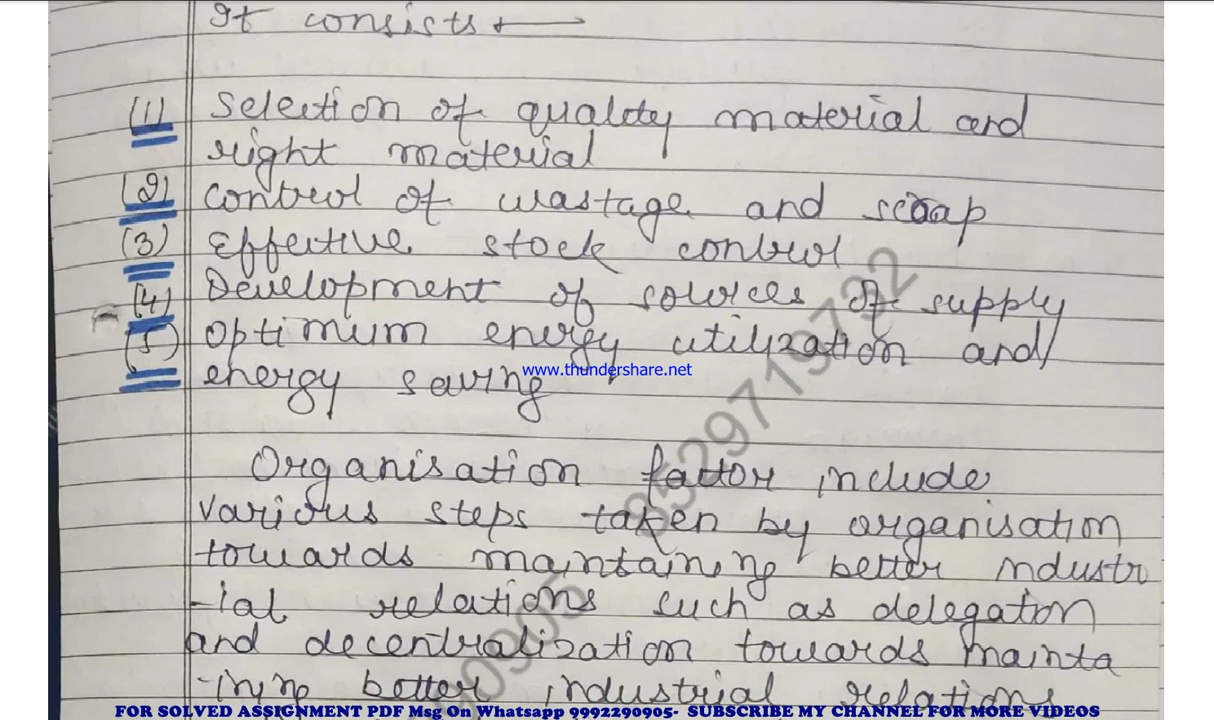 It consists :-
(1) Selection of quality material and
right material
(2) control of wastage and scrap
(3) Effective stock control
(4) Development of sources of supply
(5) optimum energy utilization and
energy saving
www.thundershare.net
Organisation factor include
various steps taken by organisation
towards maintaining better industr
-ial relations such as delegation
and decentralization towards mainta
-ining better industrial relations
8529719732
FOR SOLVED ASSIGNMENT PDF Msg On Whatsapp 9992290905- SUBSCRIBE MY CHANNEL FOR MORE VIDEOS